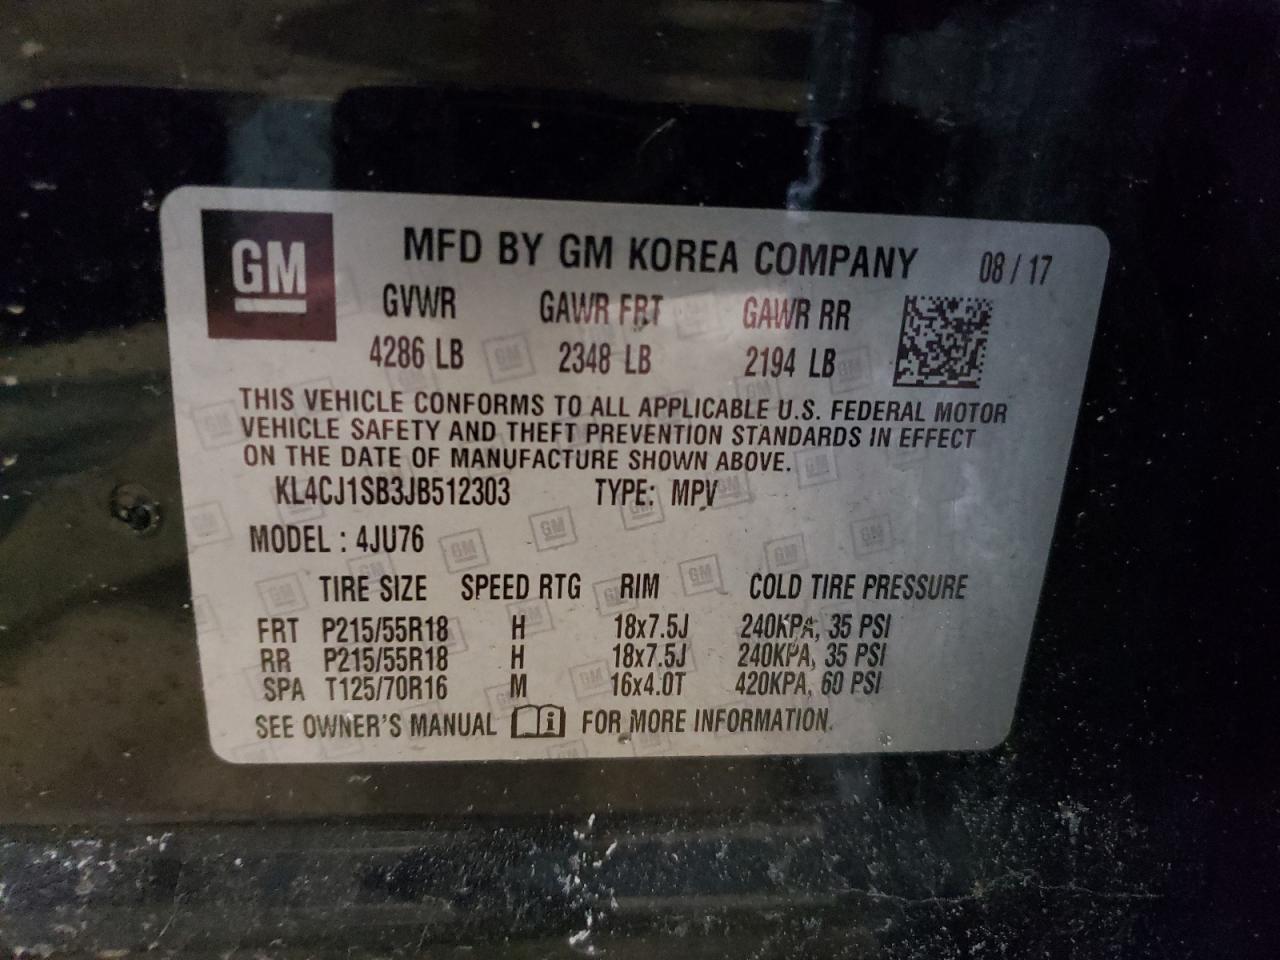 GM
MFD BY GM KOREA COMPANY 08 / 17
GVWR GAWR FRT GAWR RR
4286 LB 2348 LB 2194 LB
THIS VEHICLE CONFORMS TO ALL APPLICABLE U.S. FEDERAL MOTOR
VEHICLE SAFETY AND THEFT PREVENTION STANDARDS IN EFFECT
ON THE DATE OF MANUFACTURE SHOWN ABOVE.
KL4CJ1SB3JB512303 TYPE: MPV
MODEL : 4JU76
TIRE SIZE SPEED RTG RIM COLD TIRE PRESSURE
FRT P215/55R18 H 18x7.5J 240KPA, 35 PSI
RR P215/55R18 H 18x7.5J 240KPA, 35 PSI
SPA T125/70R16 M 16x4.0T 420KPA, 60 PSI
SEE OWNER'S MANUAL i FOR MORE INFORMATION.